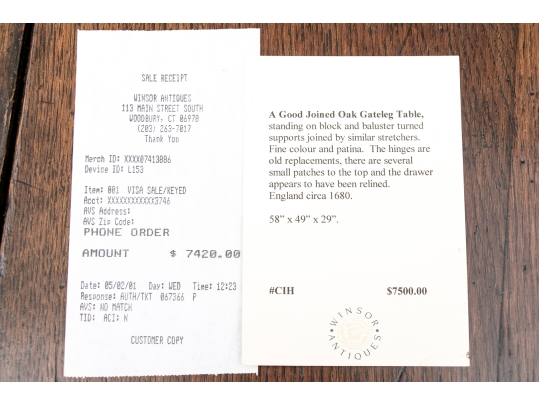 SALE RECEIPT
WINSOR ANTIQUES
113 MAIN STREET SOUTH
WOODBURY, CT 06798
(203) 263-7017
Thank You
Merch ID: XXXX07413886
Device ID: L153
Item: 001 VISA SALE/KEYED
Acct: XXXXXXXXXXXX3746
AVS Address:
AVS Zip Code:
PHONE ORDER
AMOUNT $ 7420.00
Date: 05/02/01 Day: WED Time: 12:23
Response: AUTH/TKT 067366 P
AVS: NO MATCH
TID: ACI: N
CUSTOMER COPY
A Good Joined Oak Gateleg Table,
standing on block and baluster turned
supports joined by similar stretchers.
Fine colour and patina. The hinges are
old replacements, there are several
small patches to the top and the drawer
appears to have been relined.
England circa 1680.
58” x 49” x 29”.
#CIH $7500.00
WINSOR
ANTIQUES